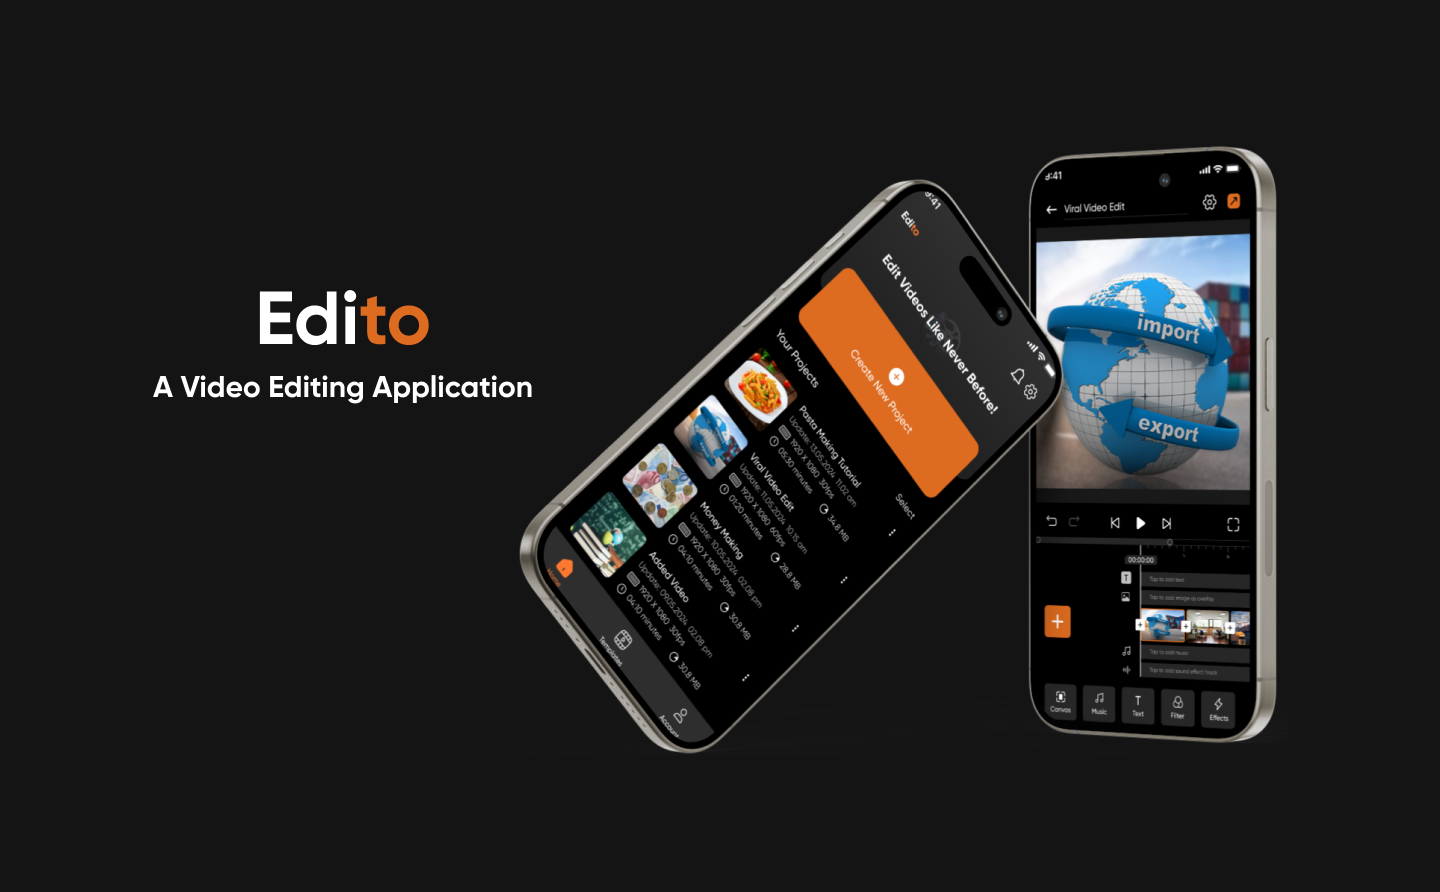 Edito
A Video Editing Application
9:41
Edito
Edit Videos Like Never Before!
Create New Project
Your Projects
Select
Pasta Making Tutorial
Update: 13.05.2024 11.02 am
1920 X 1080 30fps
05:30 minutes
34.8 MB
Viral Video Edit
Update: 11.05.2024 10.15 am
1920 X 1080 60fps
01:20 minutes
28.8 MB
Money Making
Update: 10.05.2024 02.08 pm
1920 X 1080 30fps
04:10 minutes
30.8 MB
Added Video
Update: 09.05.2024 02.08 pm
1920 X 1080 30fps
04:10 minutes
30.8 MB
Home
Templates
Account
9:41
Viral Video Edit
import
export
00:00:00
T
Tap to add text
Tap to add image as overlay
Tap to add music
Tap to add sound effect track
Canvas
Music
T
Text
Filter
Effects